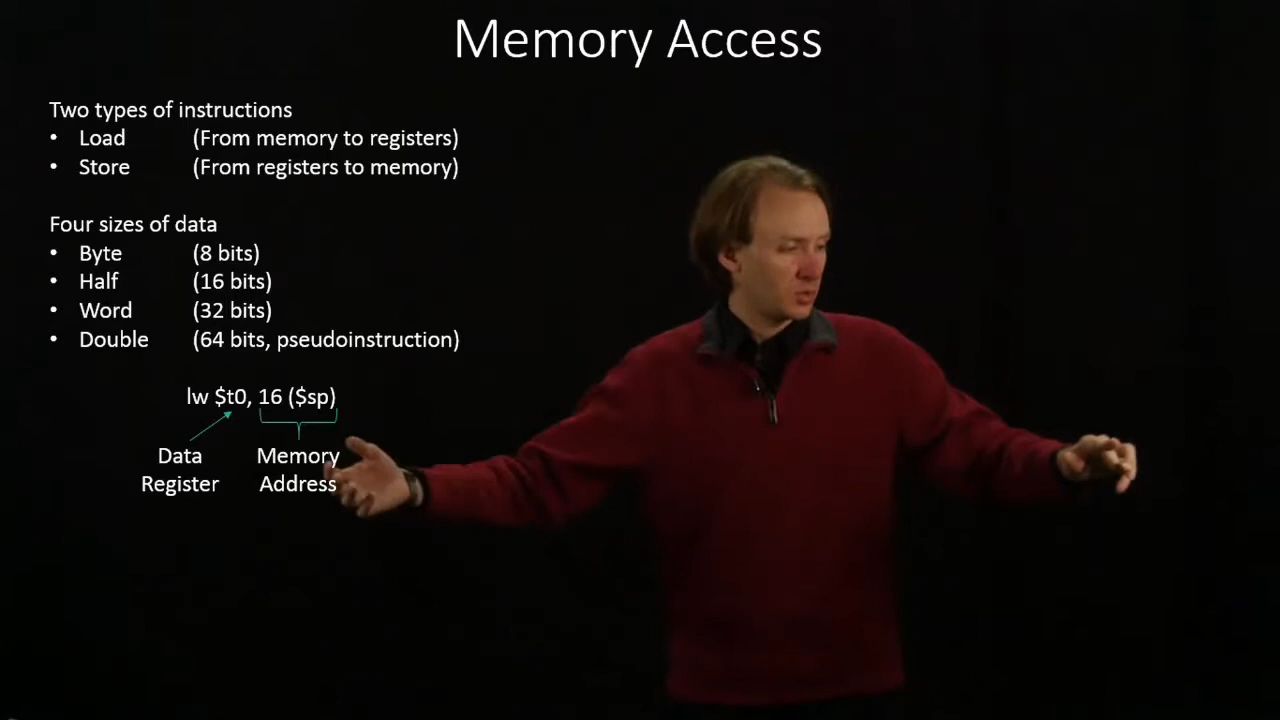 Memory Access
Two types of instructions
• Load (From memory to registers)
• Store (From registers to memory)
Four sizes of data
• Byte (8 bits)
• Half (16 bits)
• Word (32 bits)
• Double (64 bits, pseudoinstruction)
lw $t0, 16 ($sp)
Data Register
Memory Address